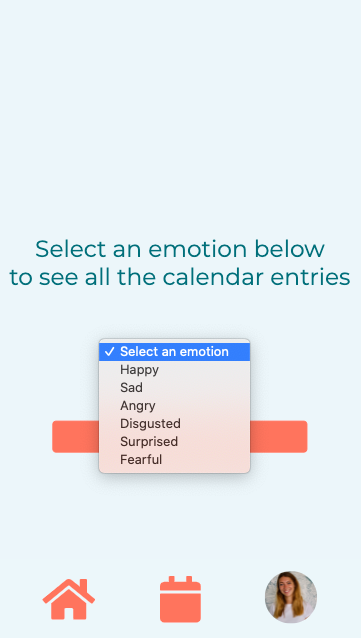 Select an emotion below
to see all the calendar entries
Select an emotion
Happy
Sad
Angry
Disgusted
Surprised
Fearful